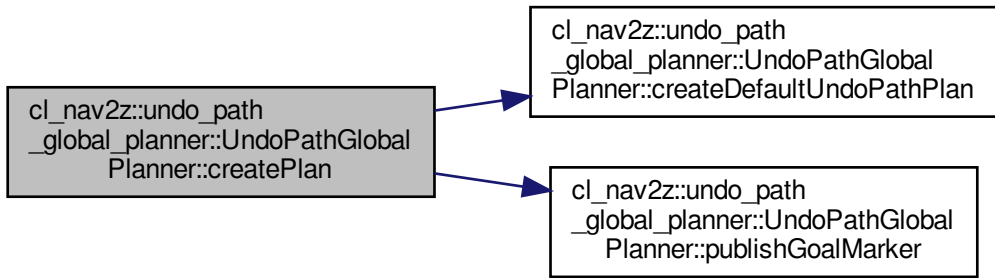 cl_nav2z::undo_path
_global_planner::UndoPathGlobal
Planner::createPlan
cl_nav2z::undo_path
_global_planner::UndoPathGlobal
Planner::createDefaultUndoPathPlan
cl_nav2z::undo_path
_global_planner::UndoPathGlobal
Planner::publishGoalMarker